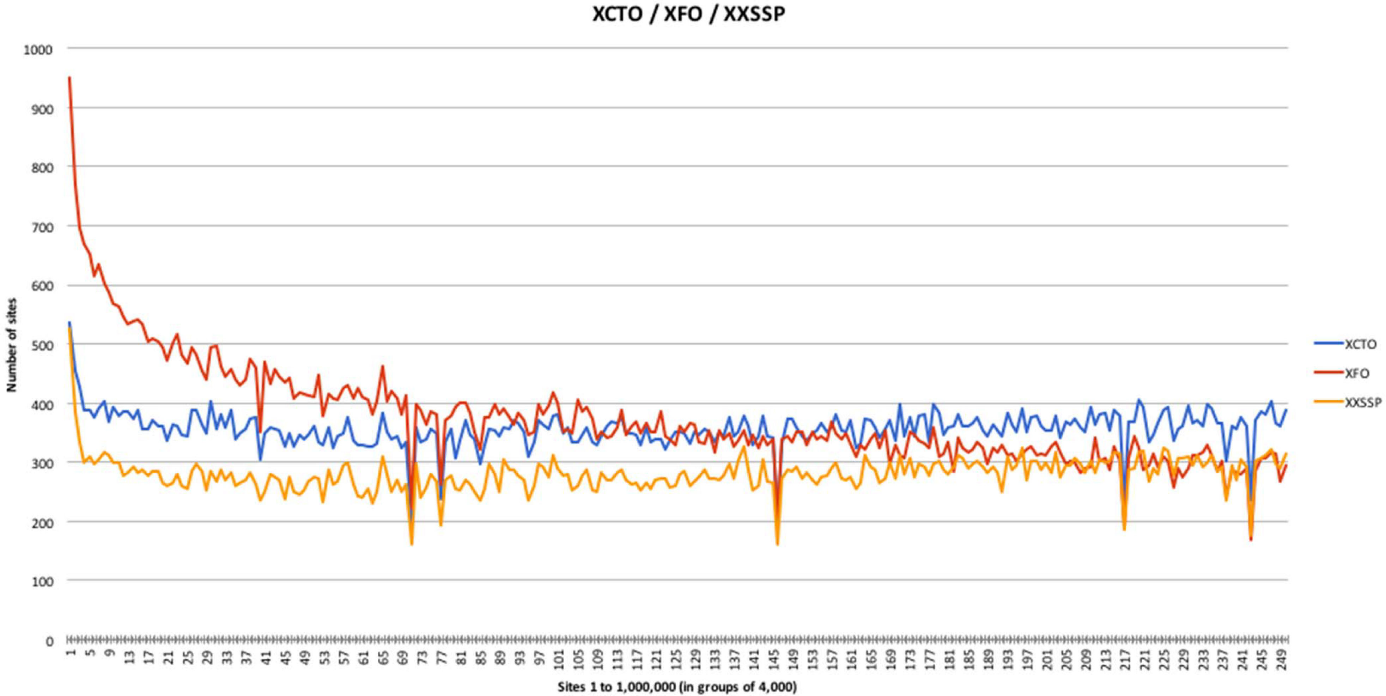 XCTO / XFO / XXSSP
1000
900
800
700
600
500
400
300
200
100
0
Number of sites
1 5 9 13 17 21 25 29 33 37 41 45 49 53 57 61 65 69 73 77 81 85 89 93 97 101 105 109 113 117 121 125 129 133 137 141 145 149 153 157 161 165 169 173 177 181 185 189 193 197 201 205 209 213 217 221 225 229 233 237 241 245 249
Sites 1 to 1,000,000 (in groups of 4,000)
XCTO
XFO
XXSSP